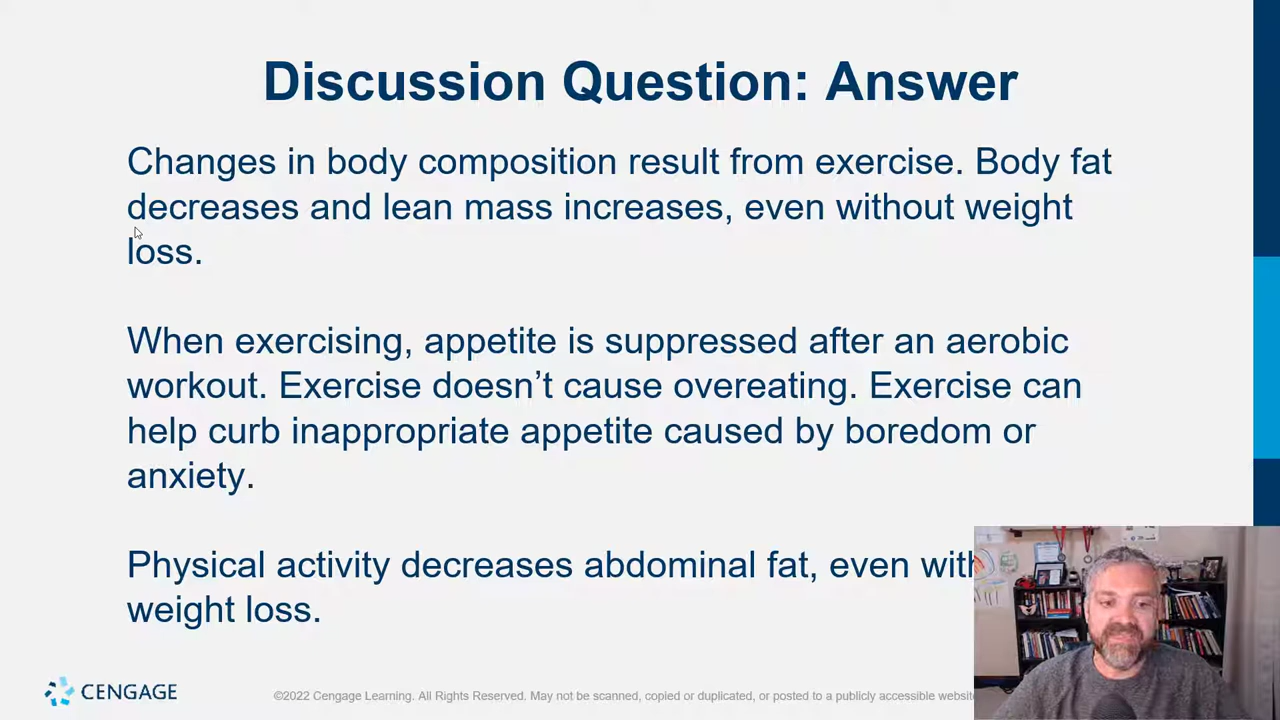 Discussion Question: Answer
Changes in body composition result from exercise. Body fat
decreases and lean mass increases, even without weight
loss.
When exercising, appetite is suppressed after an aerobic
workout. Exercise doesn’t cause overeating. Exercise can
help curb inappropriate appetite caused by boredom or
anxiety.
Physical activity decreases abdominal fat, even
weight loss.
CENGAGE
©2022 Cengage Learning. All Rights Reserved. May not be scanned, copied or duplicated, or posted to a publicly accessible